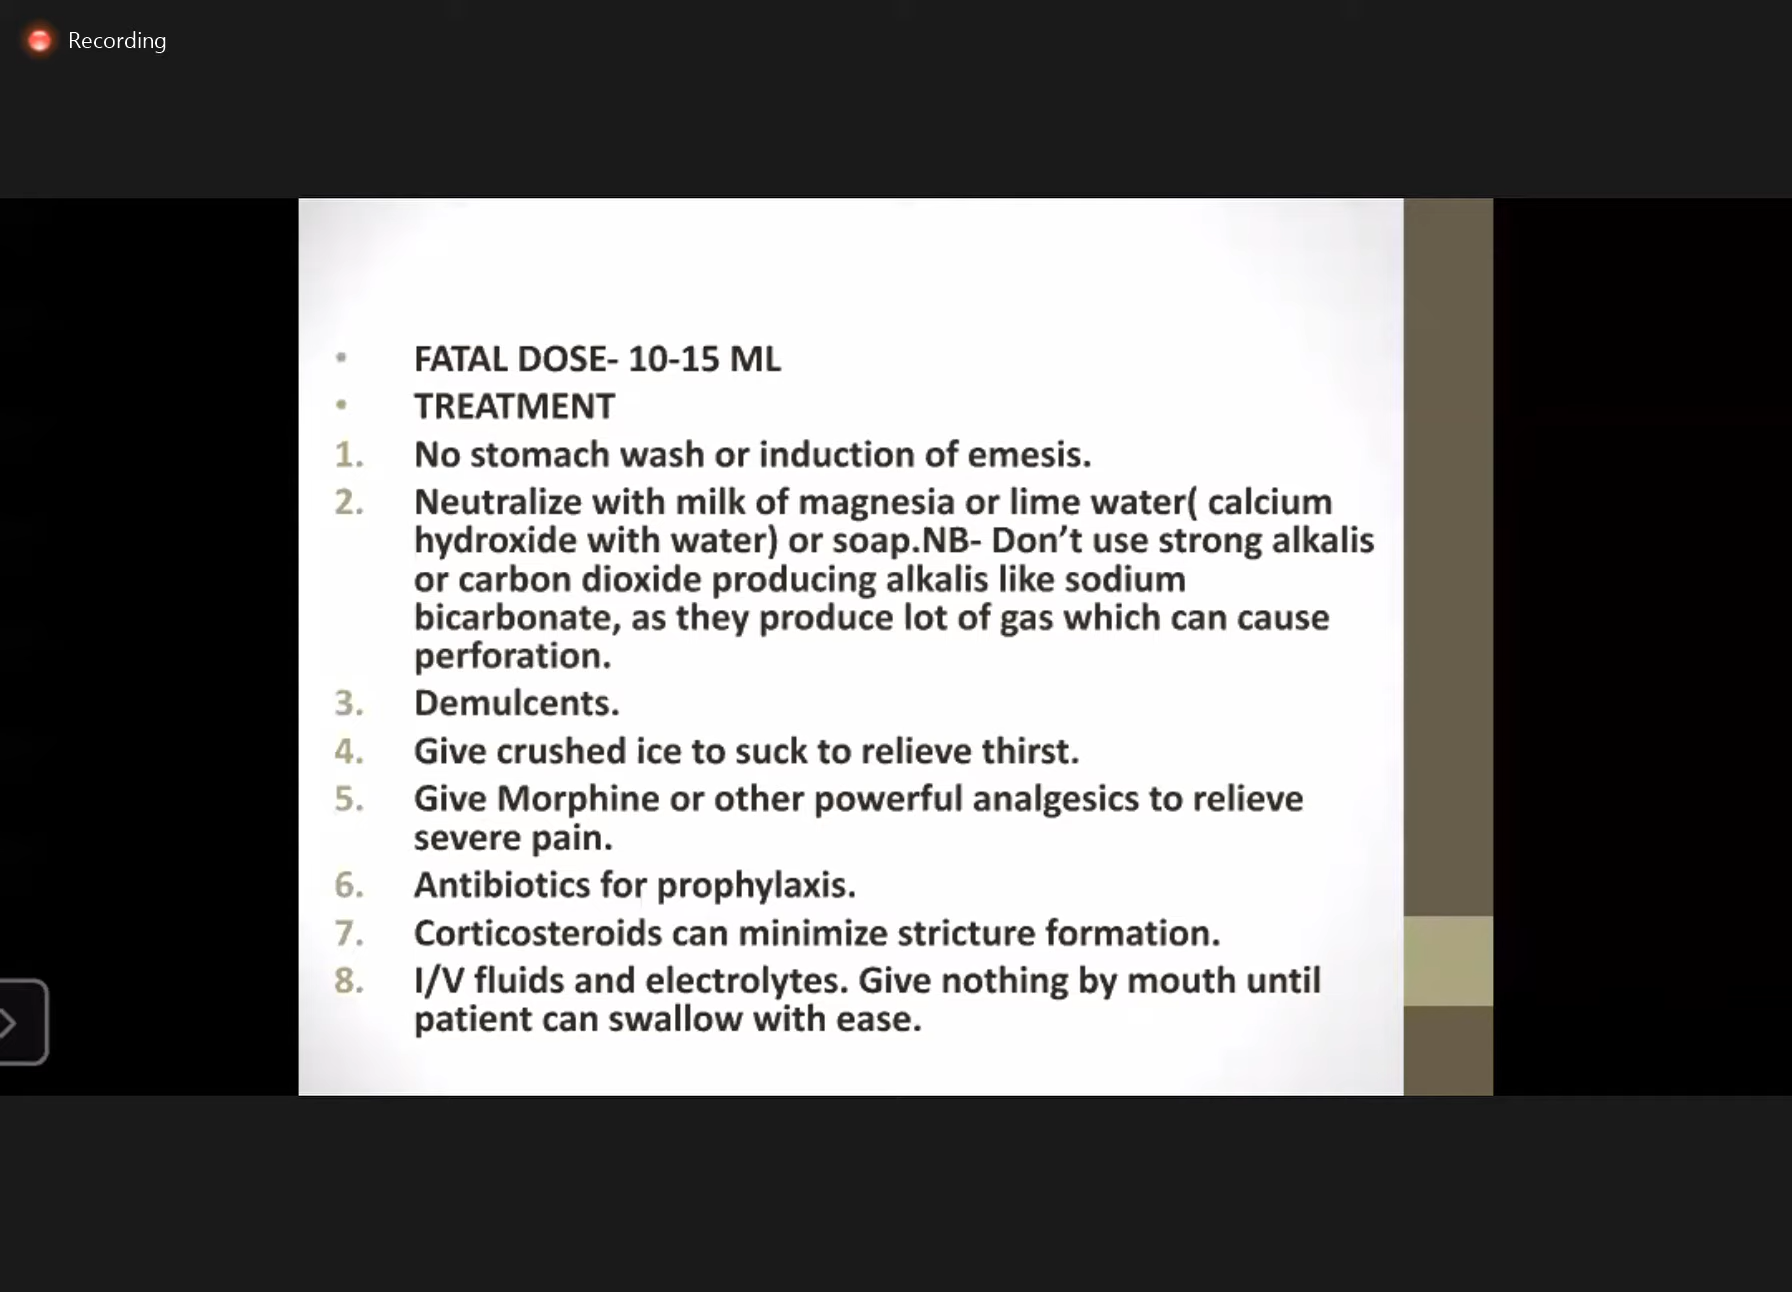 Recording
• FATAL DOSE- 10-15 ML
• TREATMENT
1. No stomach wash or induction of emesis.
2. Neutralize with milk of magnesia or lime water( calcium
hydroxide with water) or soap.NB- Don’t use strong alkalis
or carbon dioxide producing alkalis like sodium
bicarbonate, as they produce lot of gas which can cause
perforation.
3. Demulcents.
4. Give crushed ice to suck to relieve thirst.
5. Give Morphine or other powerful analgesics to relieve
severe pain.
6. Antibiotics for prophylaxis.
7. Corticosteroids can minimize stricture formation.
8. I/V fluids and electrolytes. Give nothing by mouth until
patient can swallow with ease.